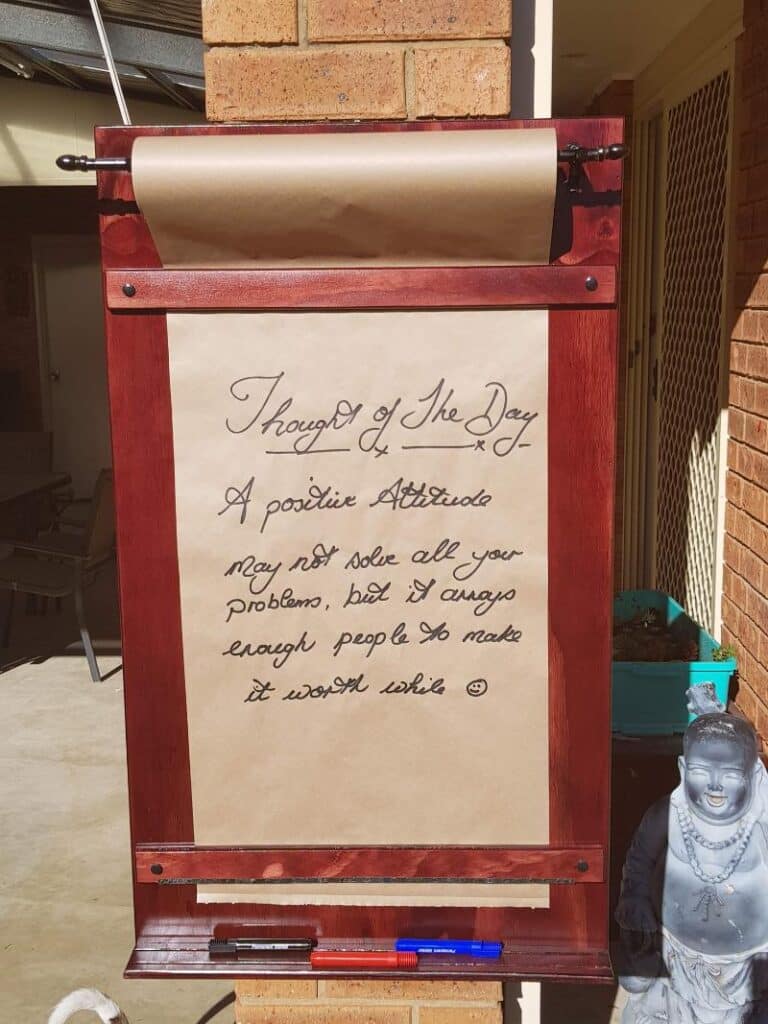 Thought of The Day
A positive Attitude
may not solve all your
problems, but it annoys
enough people to make
it worth while ☺